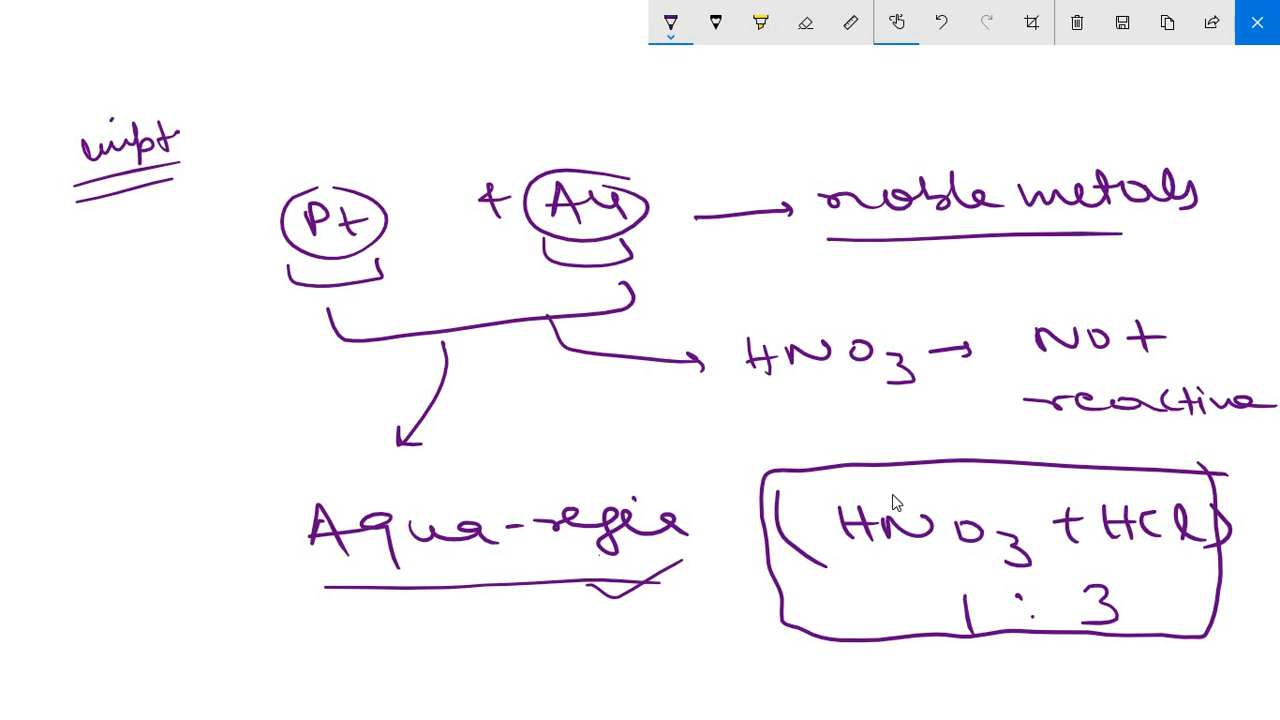 impt
Pt + Au → noble metals
HNO3 → Not
reactive
Aqua-regia (HNO3 + HCl)
1 : 3